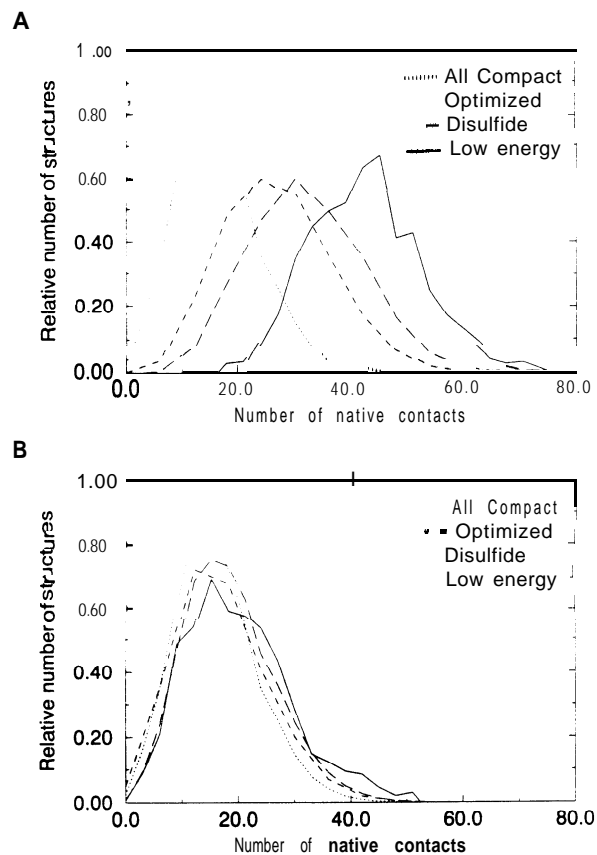 A
1.00
0.80
0.60
0.40
0.20
0.00
Relative number of structures
All Compact
Optimized
Disulfide
Low energy
0.0
0.0 20.0 40.0 60.0 80.0
Number of native contacts
B
1.00
0.80
0.60
0.40
0.20
0.00
Relative number of structures
All Compact
Optimized
Disulfide
Low energy
0.0 20.0 40.0 60.0 80.0
Number of native contacts